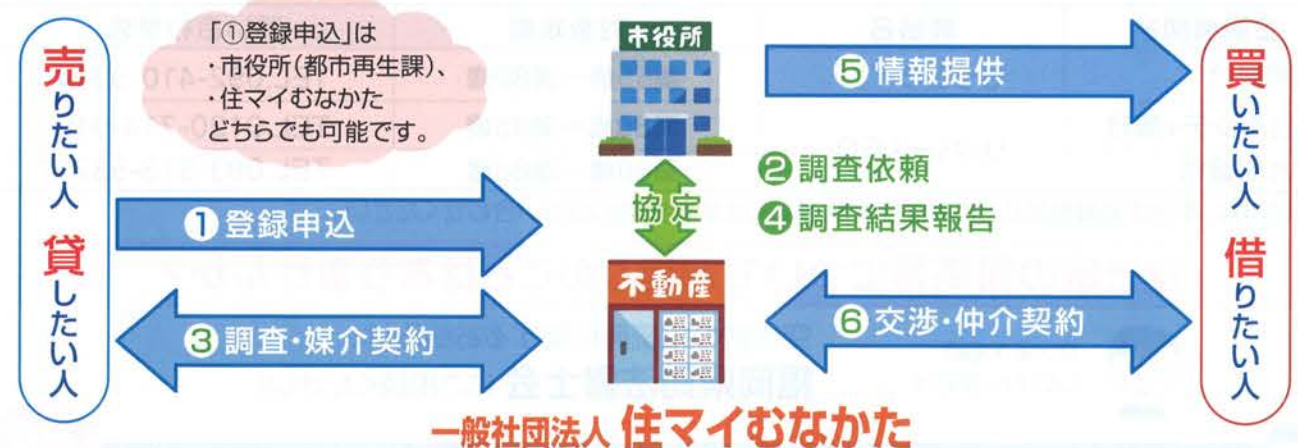 「①登録申込」は
・市役所(都市再生課)、
・住マイむなかた
どちらでも可能です。
売りたい人 貸したい人
市役所
⑤情報提供
買いたい人 借りたい人
②調査依頼
④調査結果報告
協定
①登録申込
不動産
③調査・媒介契約
⑥交渉・仲介契約
一般社団法人 住マイむなかた